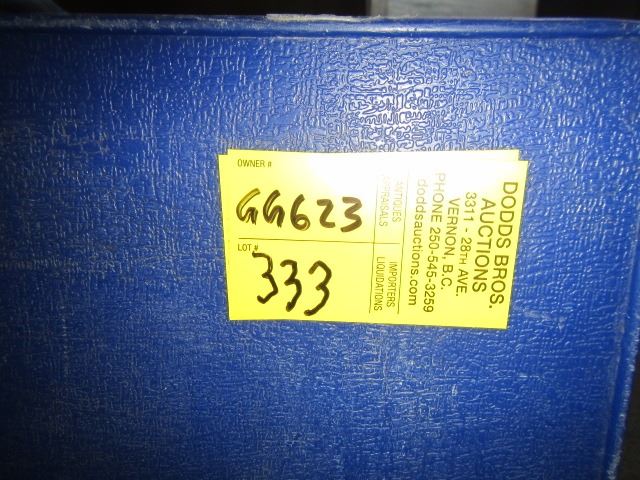 OWNER #
GG623
LOT #
333
ANTIQUES
APPRAISALS
IMPORTERS
LIQUIDATIONS
DODDS BROS.
AUCTIONS
3311 - 28TH AVE.
VERNON, B.C.
PHONE 250-545-3259
doddsauctions.com